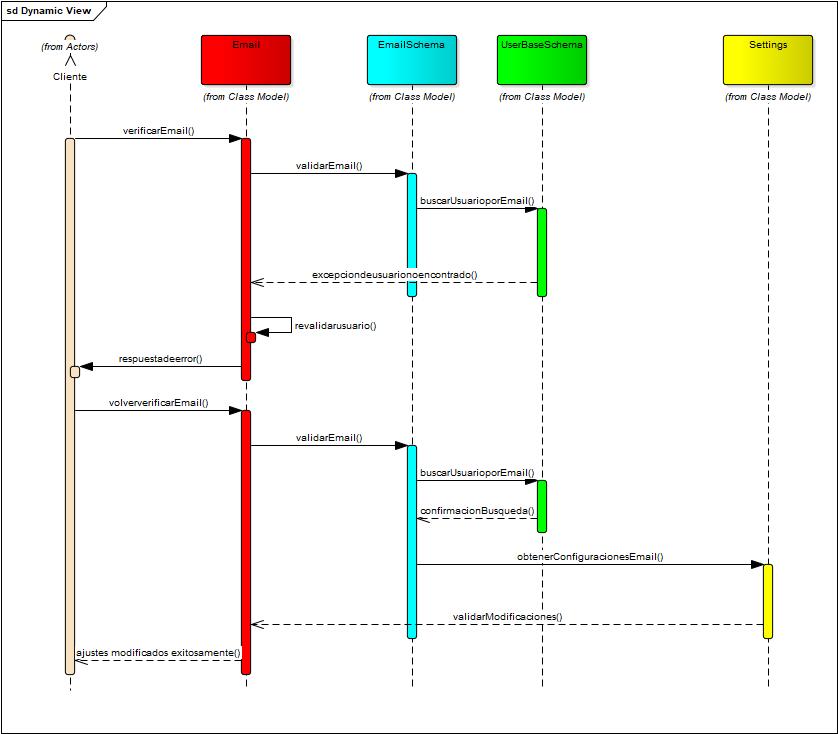 sd Dynamic View
(from Actors)
Cliente
Email
(from Class Model)
EmailSchema
(from Class Model)
UserBaseSchema
(from Class Model)
Settings
(from Class Model)
verificarEmail()
validarEmail()
buscarUsuarioporEmail()
excepciondeusuarionoencontrado()
revalidarusuario()
respuestadeerror()
volververificarEmail()
validarEmail()
buscarUsuarioporEmail()
confirmacionBusqueda()
obtenerConfiguracionesEmail()
validarModificaciones()
ajustes modificados exitosamente()